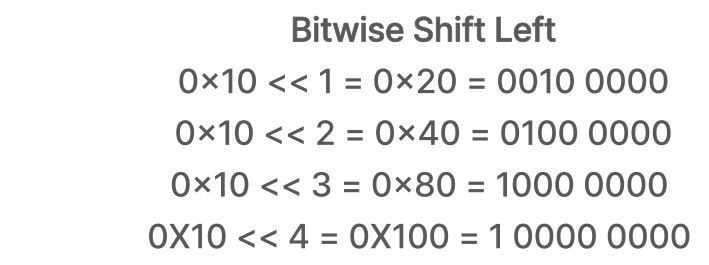 Bitwise Shift Left
0×10 << 1 = 0×20 = 0010 0000
0×10 << 2 = 0×40 = 0100 0000
0×10 << 3 = 0×80 = 1000 0000
0X10 << 4 = 0X100 = 1 0000 0000